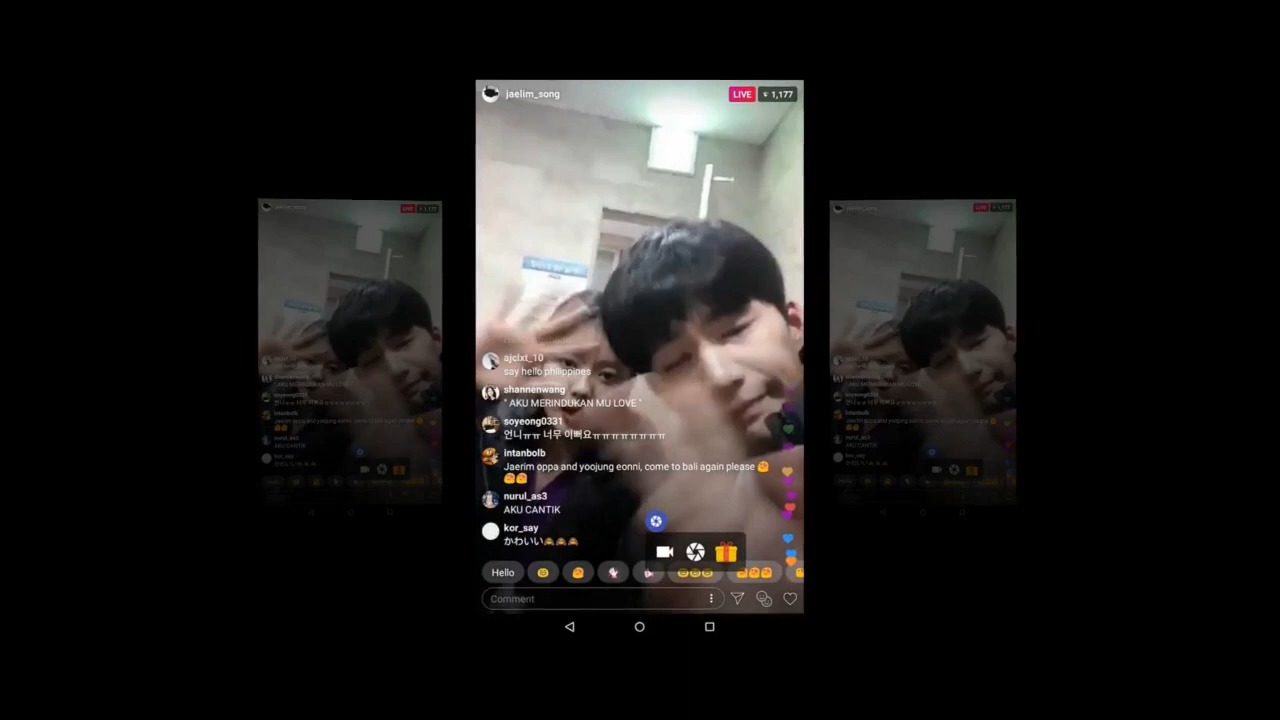 jaelim_song
LIVE 1,177
ajclxt_10
say hello philippines
shannenwang
" AKU MERINDUKAN MU LOVE "
soyeong0331
언니ㅠㅠ 너무 이뻐요ㅠㅠㅠㅠㅠㅠㅠㅠ
intanbolb
Jaerim oppa and yoojung eonni, come to bali again please 🥺
🥺🥺
nurul_as3
AKU CANTIK
kor_say
かわいい🙈🙈🙈
Hello
Comment